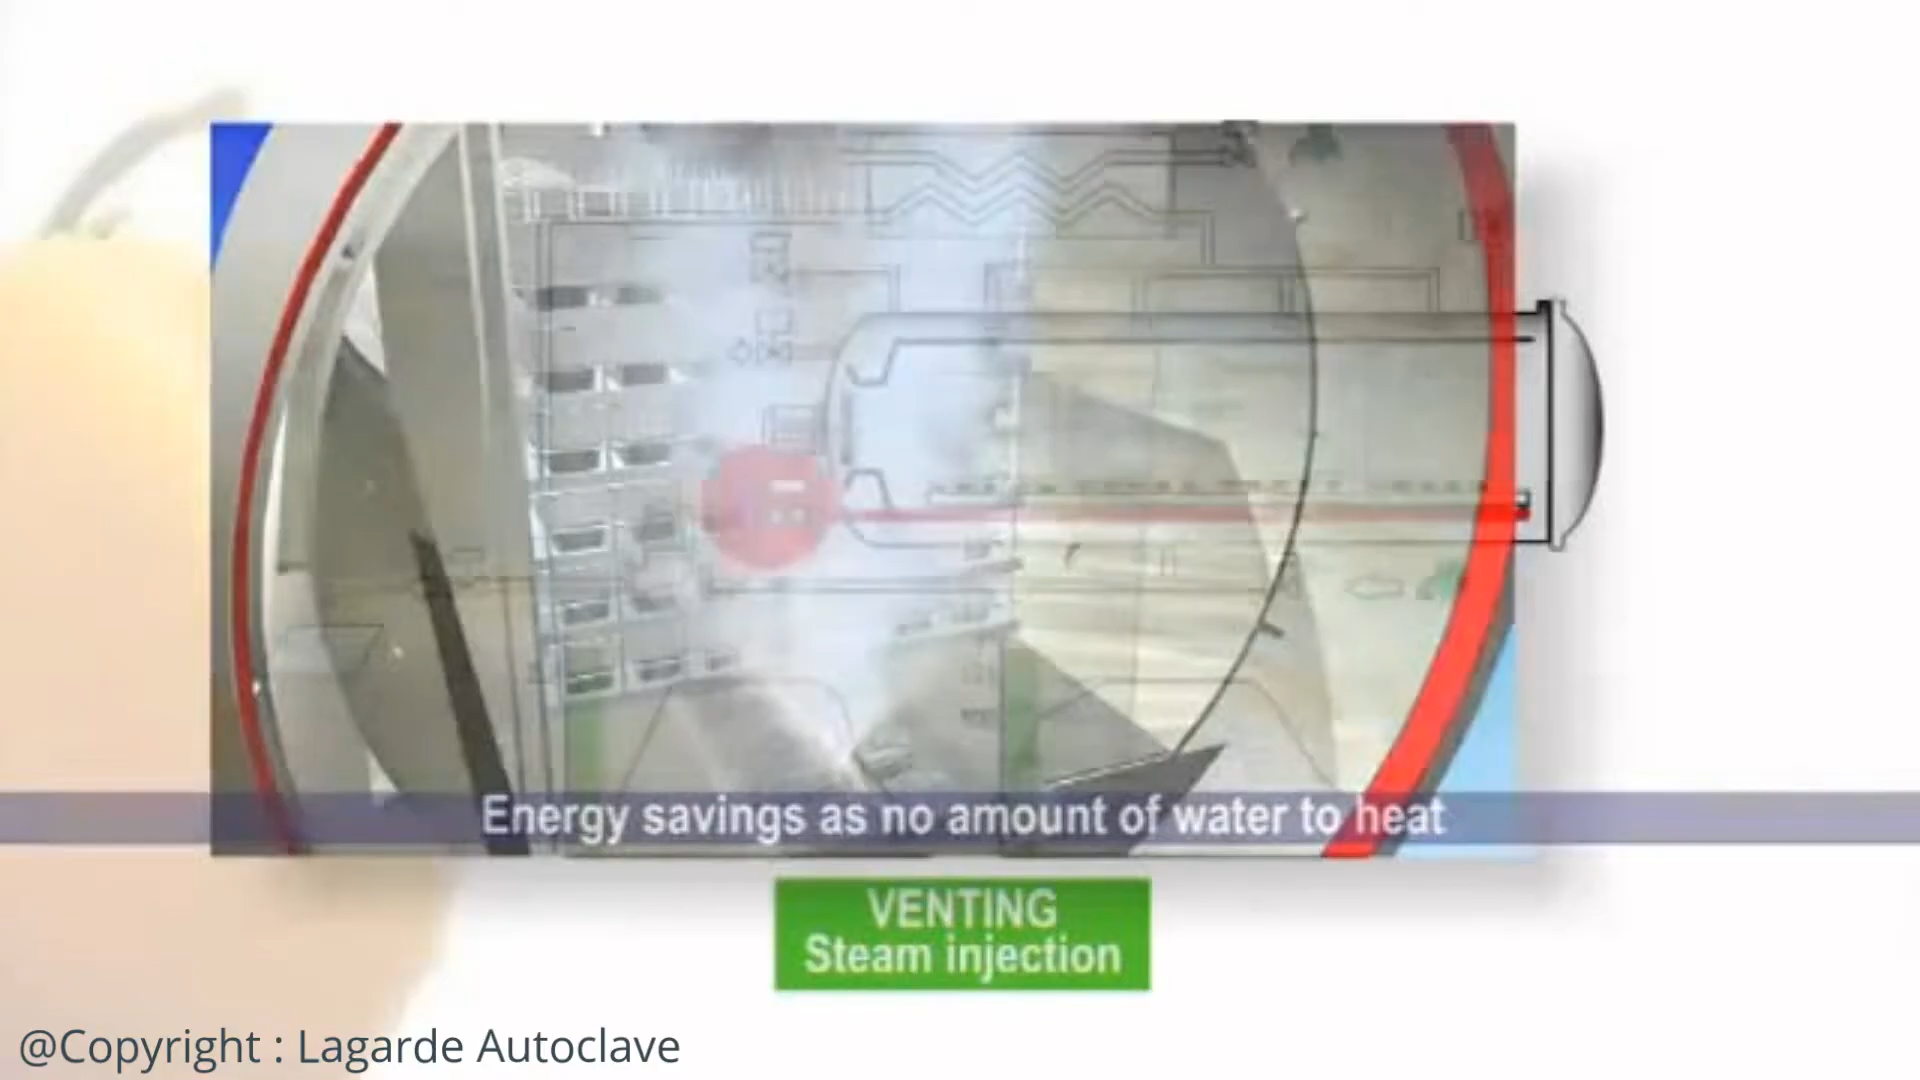 Energy savings as no amount of water to heat
VENTING
Steam injection
@Copyright : Lagarde Autoclave